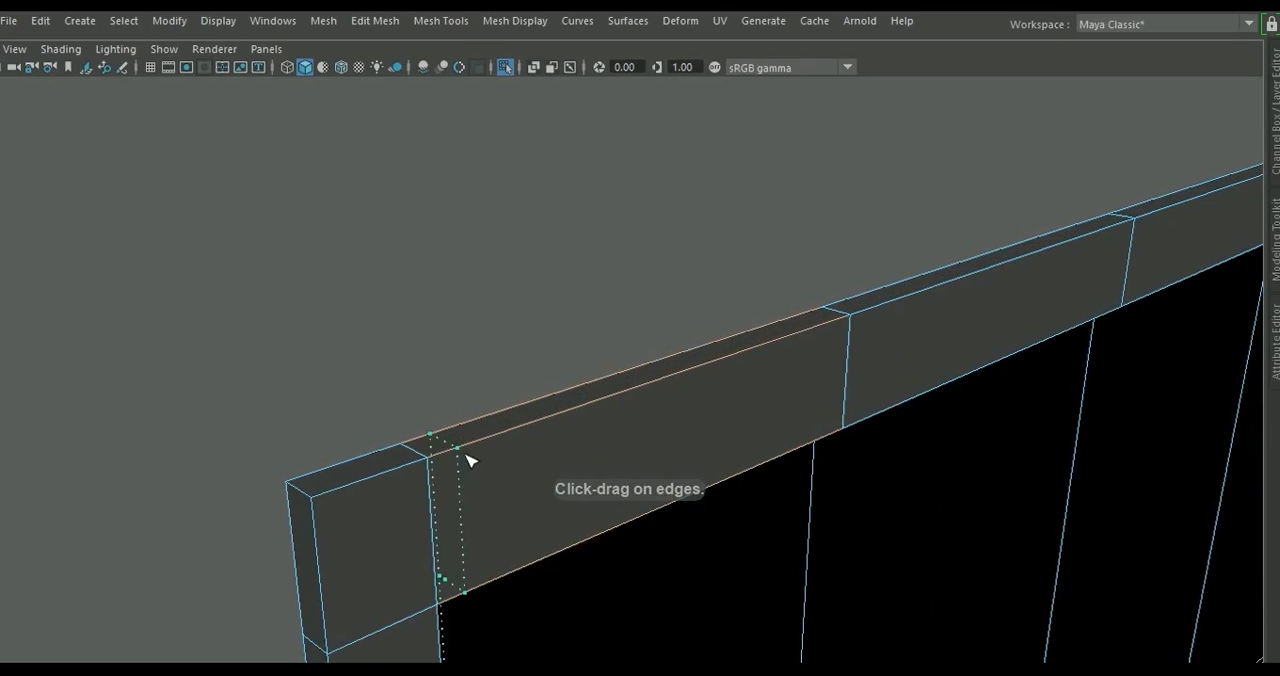 File Edit Create Select Modify Display Windows Mesh Edit Mesh Mesh Tools Mesh Display Curves Surfaces Deform UV Generate Cache Arnold Help
Workspace : Maya Classic*
View Shading Lighting Show Renderer Panels
0.00 1.00 sRGB gamma
Channel Box / Layer Editor
Modeling Toolkit
Attribute Editor
Click-drag on edges.